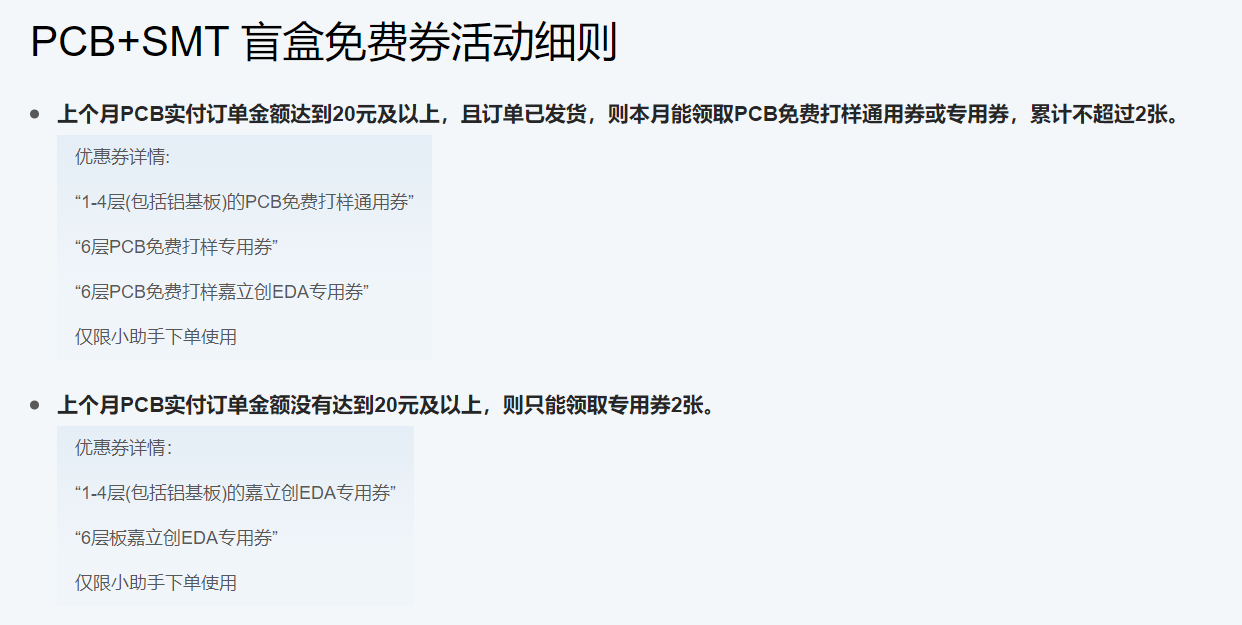 PCB+SMT 盲盒免费券活动细则
上个月PCB实付订单金额达到20元及以上，且订单已发货，则本月能领取PCB免费打样通用券或专用券，累计不超过2张。
优惠券详情:
“1-4层(包括铝基板)的PCB免费打样通用券”
“6层PCB免费打样专用券”
“6层PCB免费打样嘉立创EDA专用券”
仅限小助手下单使用
上个月PCB实付订单金额没有达到20元及以上，则只能领取专用券2张。
优惠券详情：
“1-4层(包括铝基板)的嘉立创EDA专用券”
“6层板嘉立创EDA专用券”
仅限小助手下单使用